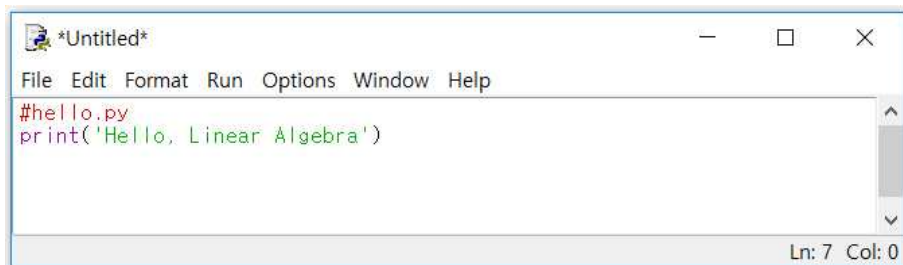 *Untitled*
File Edit Format Run Options Window Help
#hello.py
print('Hello, Linear Algebra')
Ln: 7 Col: 0